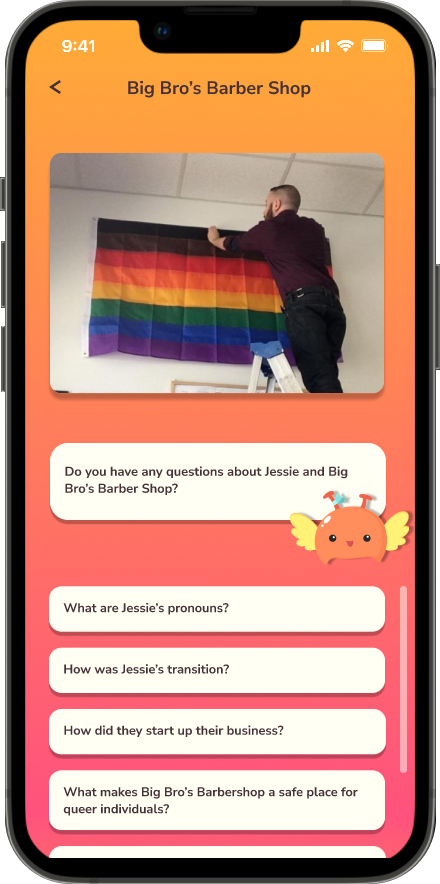 9:41
Big Bro's Barber Shop
Do you have any questions about Jessie and Big
Bro's Barber Shop?
What are Jessie's pronouns?
How was Jessie's transition?
How did they start up their business?
What makes Big Bro's Barbershop a safe place for
queer individuals?